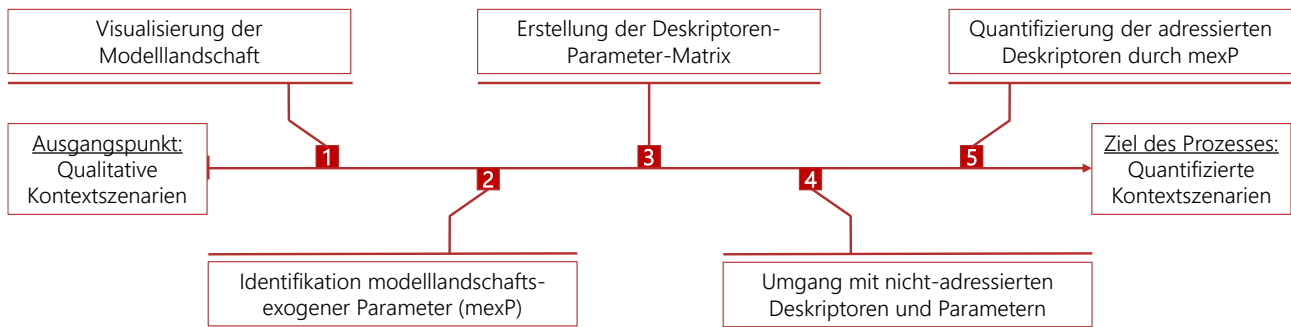 Visualisierung der
Modelllandschaft
Erstellung der Deskriptoren-
Parameter-Matrix
Quantifizierung der adressierten
Deskriptoren durch mexP
Ausgangspunkt:
Qualitative
Kontextszenarien
1
2
3
4
5
Ziel des Prozesses:
Quantifizierte
Kontextszenarien
Identifikation modelllandschafts-
exogener Parameter (mexP)
Umgang mit nicht-adressierten
Deskriptoren und Parametern